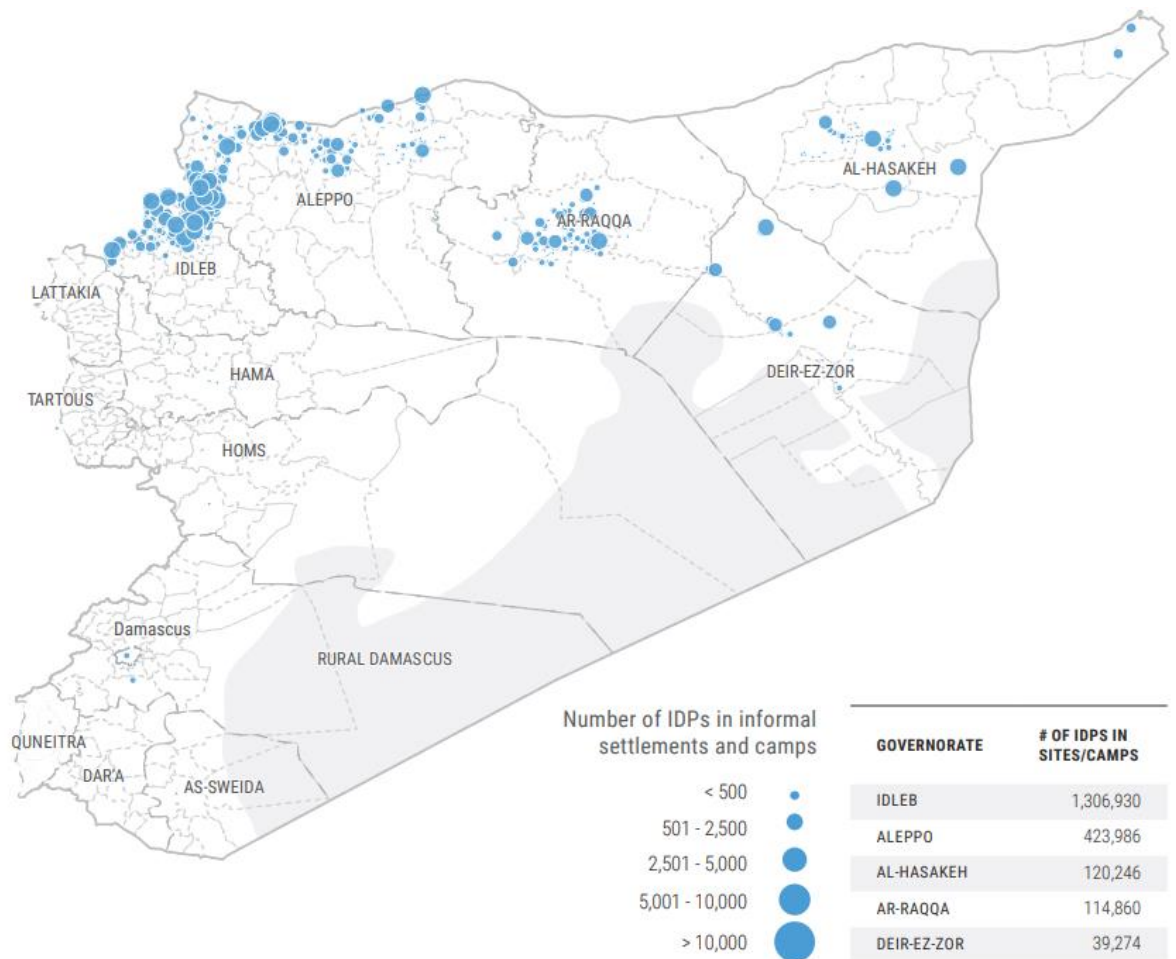 ALEPPO
AL-HASAKEH
AR-RAQQA
IDLEB
LATTAKIA
HAMA
DEIR-EZ-ZOR
TARTOUS
HOMS
Damascus
RURAL DAMASCUS
QUNEITRA
DAR'A
AS-SWEIDA
Number of IDPs in informal
settlements and camps
< 500
501 - 2,500
2,501 - 5,000
5,001 - 10,000
> 10,000
GOVERNORATE # OF IDPS IN
SITES/CAMPS
IDLEB 1,306,930
ALEPPO 423,986
AL-HASAKEH 120,246
AR-RAQQA 114,860
DEIR-EZ-ZOR 39,274